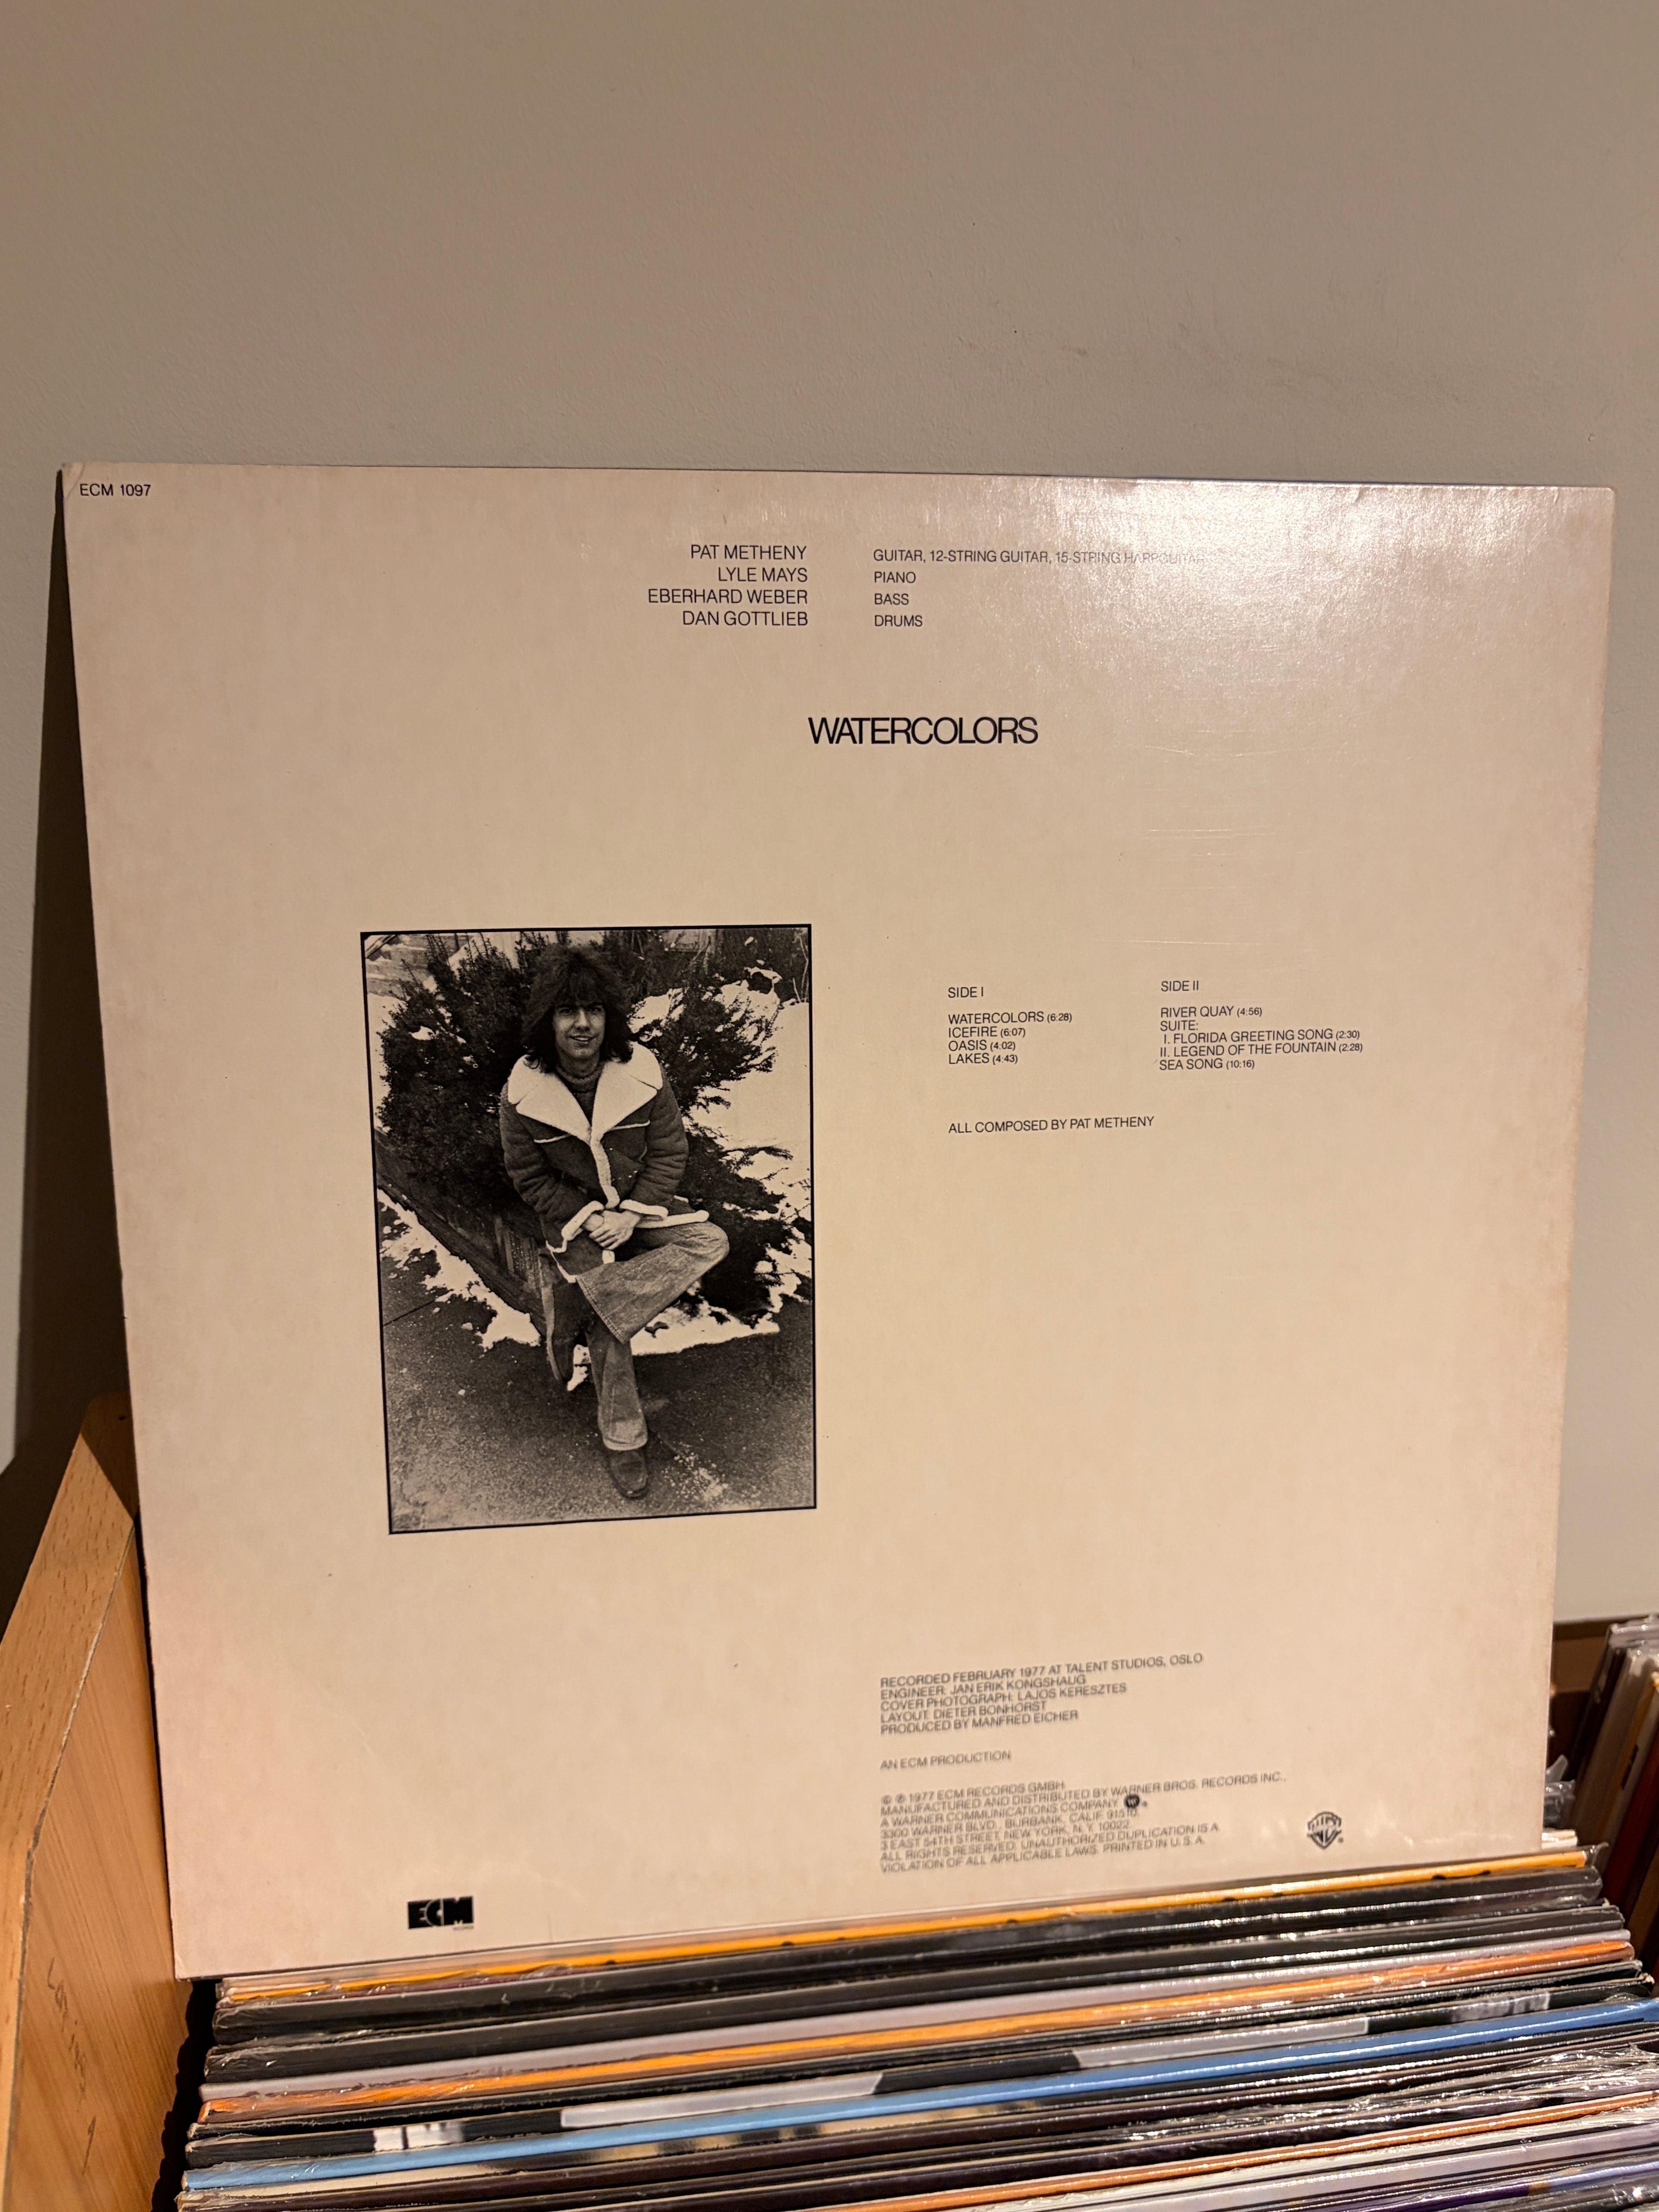 ECM 1097
PAT METHENY GUITAR, 12-STRING GUITAR, 15-STRING HARPGUITAR
LYLE MAYS PIANO
EBERHARD WEBER BASS
DAN GOTTLIEB DRUMS
WATERCOLORS
SIDE I
WATERCOLORS (6:28)
ICEFIRE (6:07)
OASIS (4:02)
LAKES (4:43)
SIDE II
RIVER QUAY (4:56)
SUITE:
I. FLORIDA GREETING SONG (2:30)
II. LEGEND OF THE FOUNTAIN (2:28)
SEA SONG (10:16)
ALL COMPOSED BY PAT METHENY
RECORDED FEBRUARY 1977 AT TALENT STUDIOS, OSLO
ENGINEER: JAN ERIK KONGSHAUG
COVER PHOTOGRAPH: LAJOS KERESZTES
LAYOUT: DIETER BONHORST
PRODUCED BY MANFRED EICHER
AN ECM PRODUCTION
© ℗ 1977 ECM RECORDS GMBH
MANUFACTURED AND DISTRIBUTED BY WARNER BROS. RECORDS INC.,
A WARNER COMMUNICATIONS COMPANY
3300 WARNER BLVD., BURBANK, CALIF. 91510.
3 EAST 54TH STREET, NEW YORK, N.Y. 10022.
ALL RIGHTS RESERVED. UNAUTHORIZED DUPLICATION IS A
VIOLATION OF ALL APPLICABLE LAWS. PRINTED IN U.S.A.
ECM